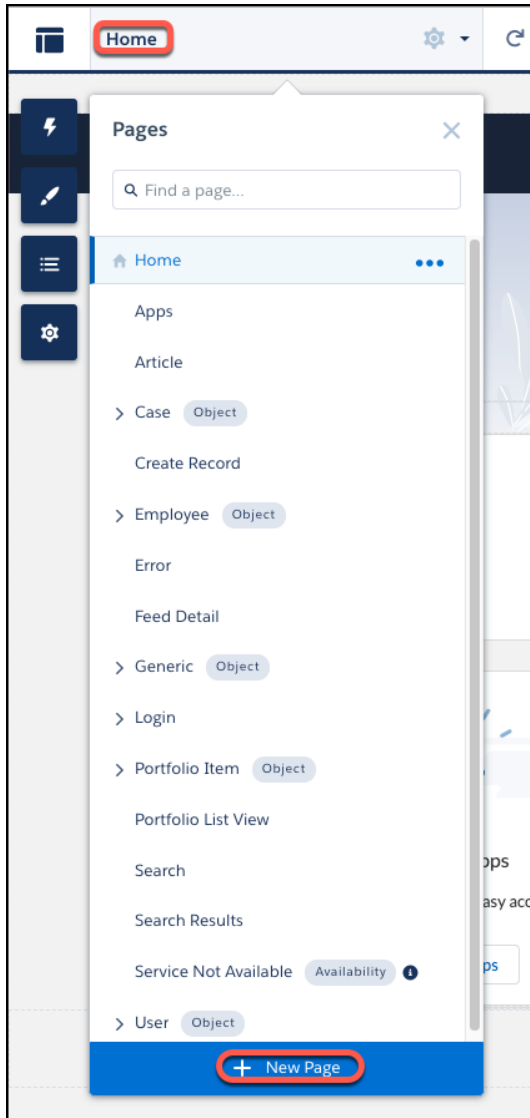 Home
Pages
Find a page...
Home
Apps
Article
Case Object
Create Record
Employee Object
Error
Feed Detail
Generic Object
Login
Portfolio Item Object
Portfolio List View
Search
Search Results
Service Not Available Availability
User Object
+ New Page